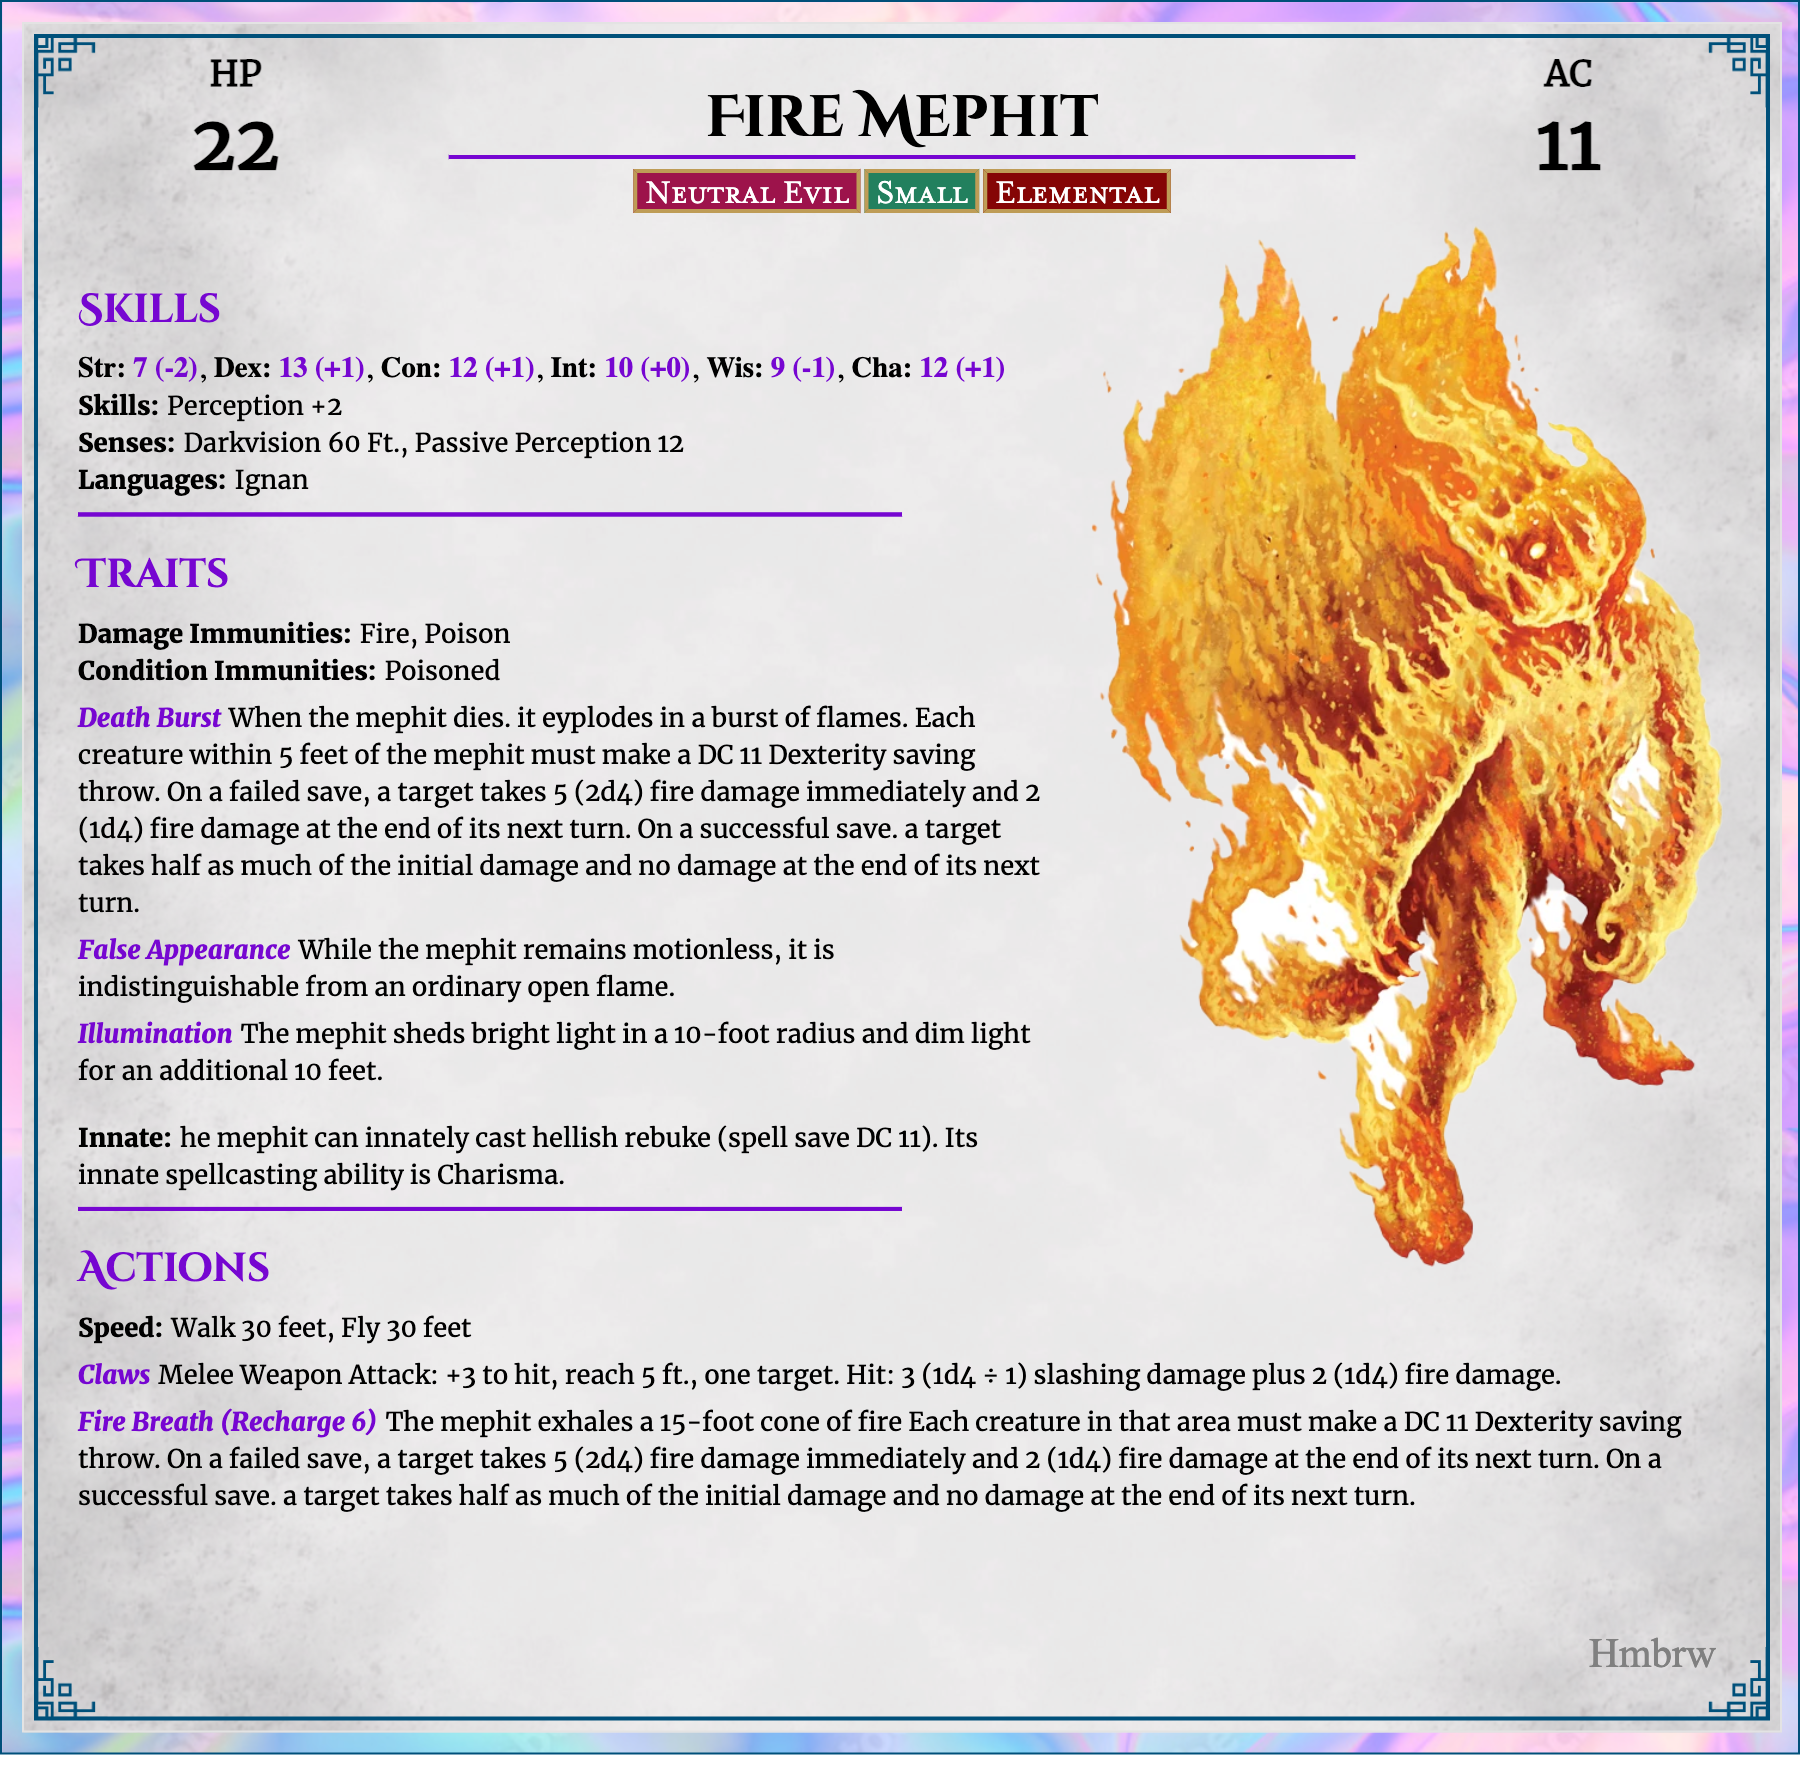 HP
22
Fire Mephit
AC
11
Neutral Evil Small Elemental
Skills
Str: 7 (-2), Dex: 13 (+1), Con: 12 (+1), Int: 10 (+0), Wis: 9 (-1), Cha: 12 (+1)
Skills: Perception +2
Senses: Darkvision 60 Ft., Passive Perception 12
Languages: Ignan
Traits
Damage Immunities: Fire, Poison
Condition Immunities: Poisoned
Death Burst When the mephit dies. it eyplodes in a burst of flames. Each
creature within 5 feet of the mephit must make a DC 11 Dexterity saving
throw. On a failed save, a target takes 5 (2d4) fire damage immediately and 2
(1d4) fire damage at the end of its next turn. On a successful save. a target
takes half as much of the initial damage and no damage at the end of its next
turn.
False Appearance While the mephit remains motionless, it is
indistinguishable from an ordinary open flame.
Illumination The mephit sheds bright light in a 10-foot radius and dim light
for an additional 10 feet.
Innate: he mephit can innately cast hellish rebuke (spell save DC 11). Its
innate spellcasting ability is Charisma.
Actions
Speed: Walk 30 feet, Fly 30 feet
Claws Melee Weapon Attack: +3 to hit, reach 5 ft., one target. Hit: 3 (1d4 ÷ 1) slashing damage plus 2 (1d4) fire damage.
Fire Breath (Recharge 6) The mephit exhales a 15-foot cone of fire Each creature in that area must make a DC 11 Dexterity saving
throw. On a failed save, a target takes 5 (2d4) fire damage immediately and 2 (1d4) fire damage at the end of its next turn. On a
successful save. a target takes half as much of the initial damage and no damage at the end of its next turn.
Hmbrw